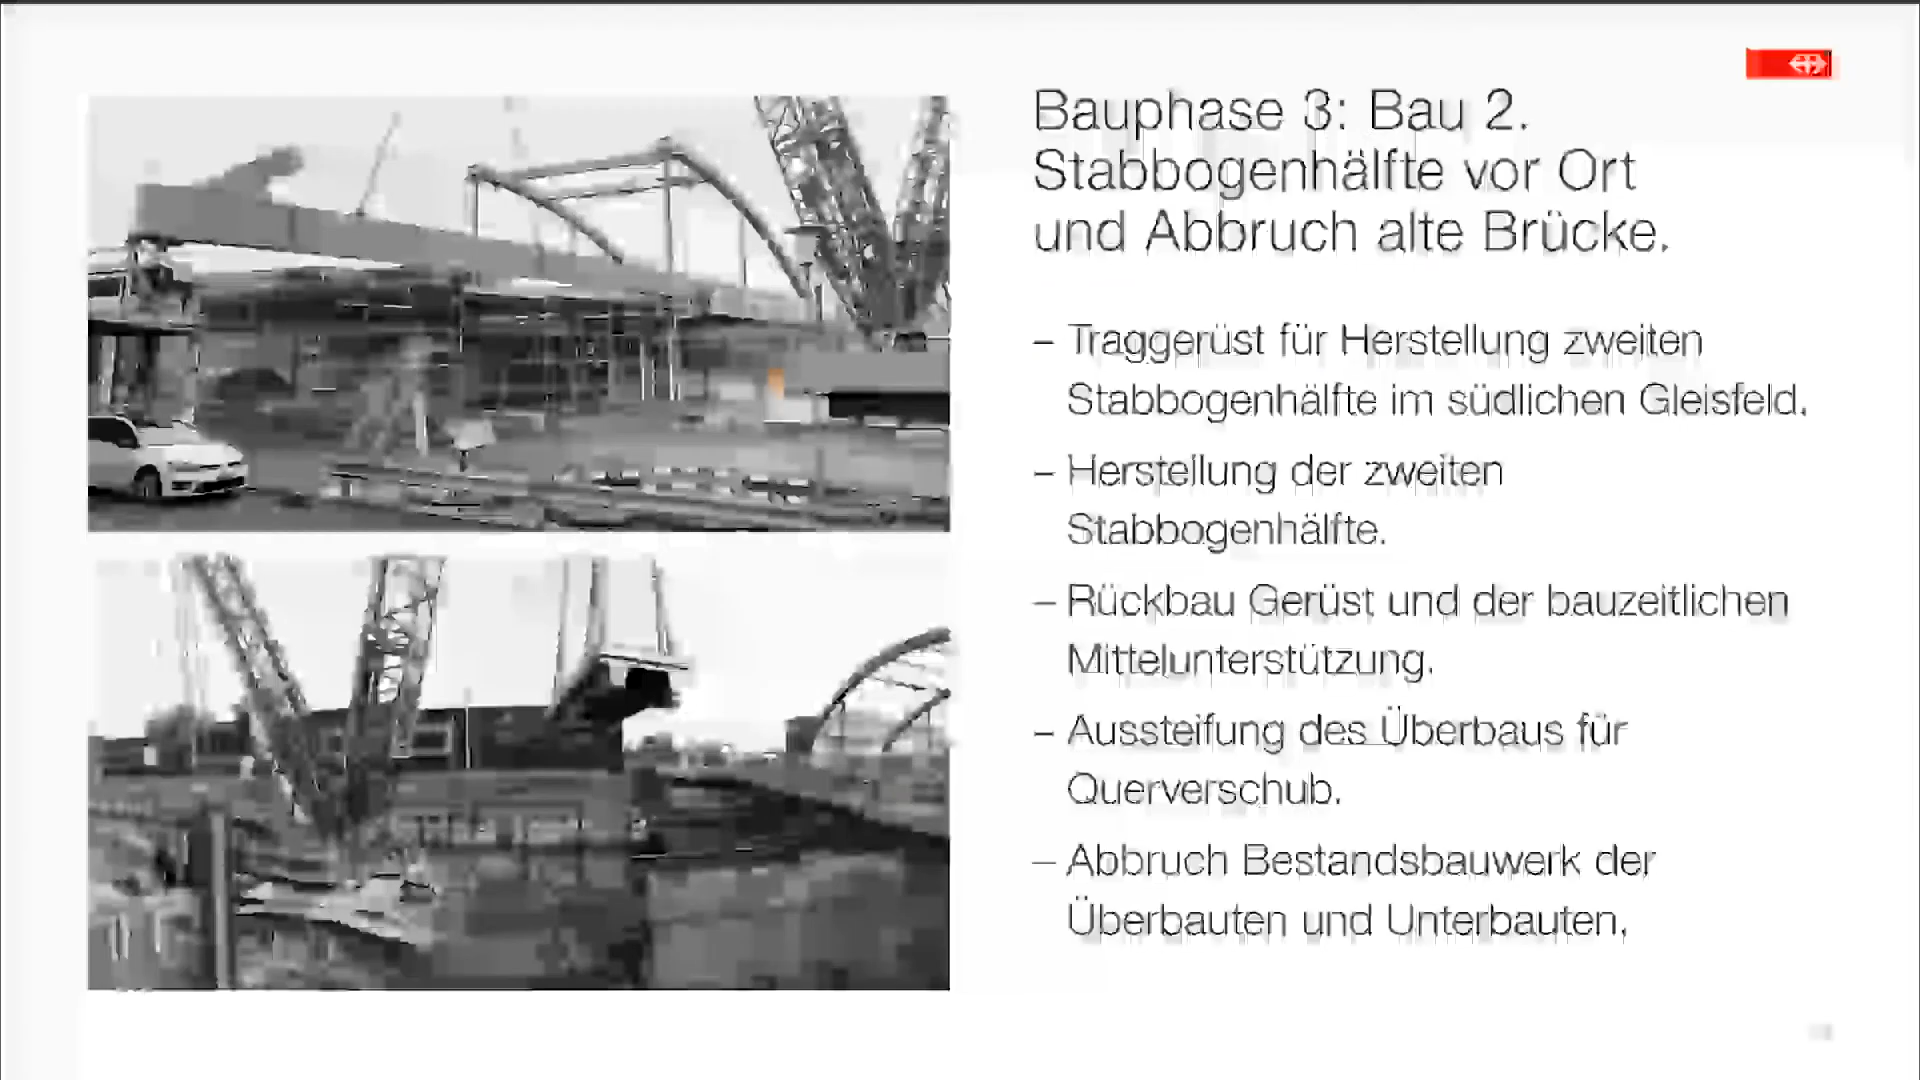 Bauphase 3: Bau 2.
Stabbogenhälfte vor Ort
und Abbruch alte Brücke.
– Traggerüst für Herstellung zweiten
Stabbogenhälfte im südlichen Gleisfeld.
– Herstellung der zweiten
Stabbogenhälfte.
– Rückbau Gerüst und der bauzeitlichen
Mittelunterstützung.
– Aussteifung des Überbaus für
Querverschub.
– Abbruch Bestandsbauwerk der
Überbauten und Unterbauten.